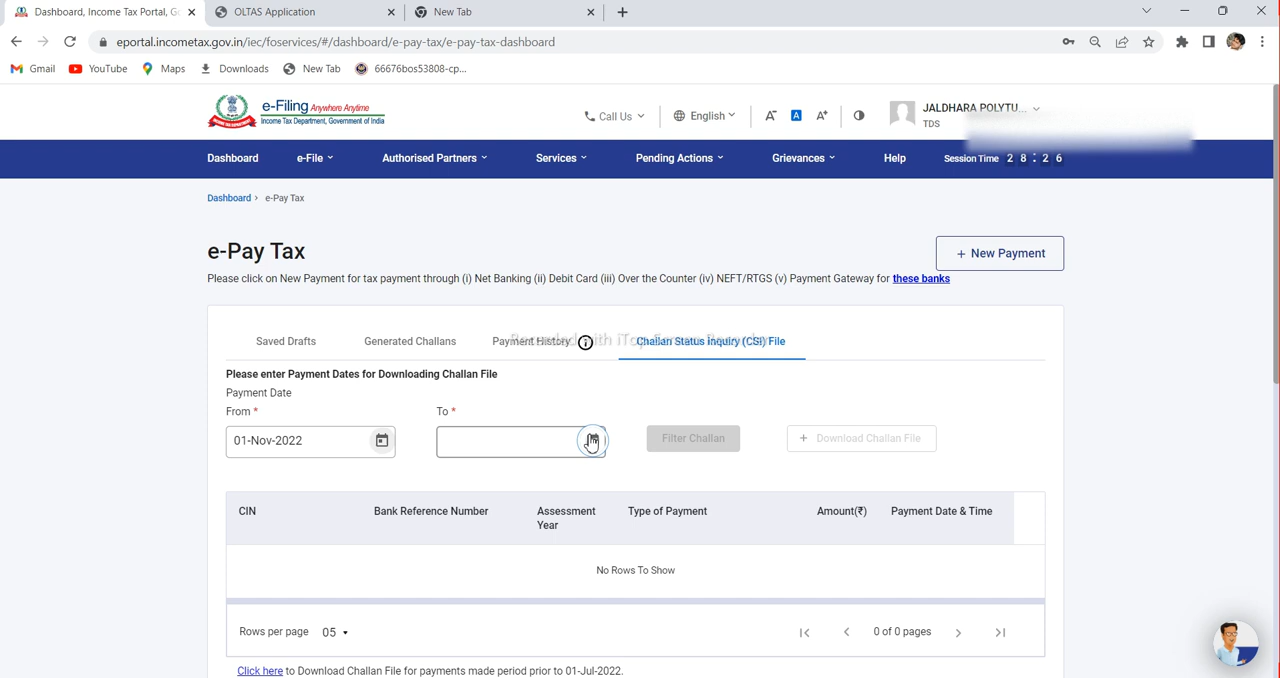 Dashboard, Income Tax Portal, Go
OLTAS Application
New Tab
eportal.incometax.gov.in/iec/foservices/#/dashboard/e-pay-tax/e-pay-tax-dashboard
Gmail YouTube Maps Downloads New Tab 66676bos53808-cp...
e-Filing Anywhere Anytime
Income Tax Department, Government of India
Call Us English A- A A+ JALDHARA POLYTU...
TDS
Dashboard e-File Authorised Partners Services Pending Actions Grievances Help Session Time 28:26
Dashboard > e-Pay Tax
e-Pay Tax
+ New Payment
Please click on New Payment for tax payment through (i) Net Banking (ii) Debit Card (iii) Over the Counter (iv) NEFT/RTGS (v) Payment Gateway for these banks
Saved Drafts Generated Challans Payment History Challan Status Inquiry (CSI) File
Recorded with iTop Screen Recorder
Please enter Payment Dates for Downloading Challan File
Payment Date
From * To *
01-Nov-2022 Filter Challan + Download Challan File
CIN Bank Reference Number Assessment Year Type of Payment Amount(₹) Payment Date & Time
No Rows To Show
Rows per page 05 0 of 0 pages
Click here to Download Challan File for payments made period prior to 01-Jul-2022.